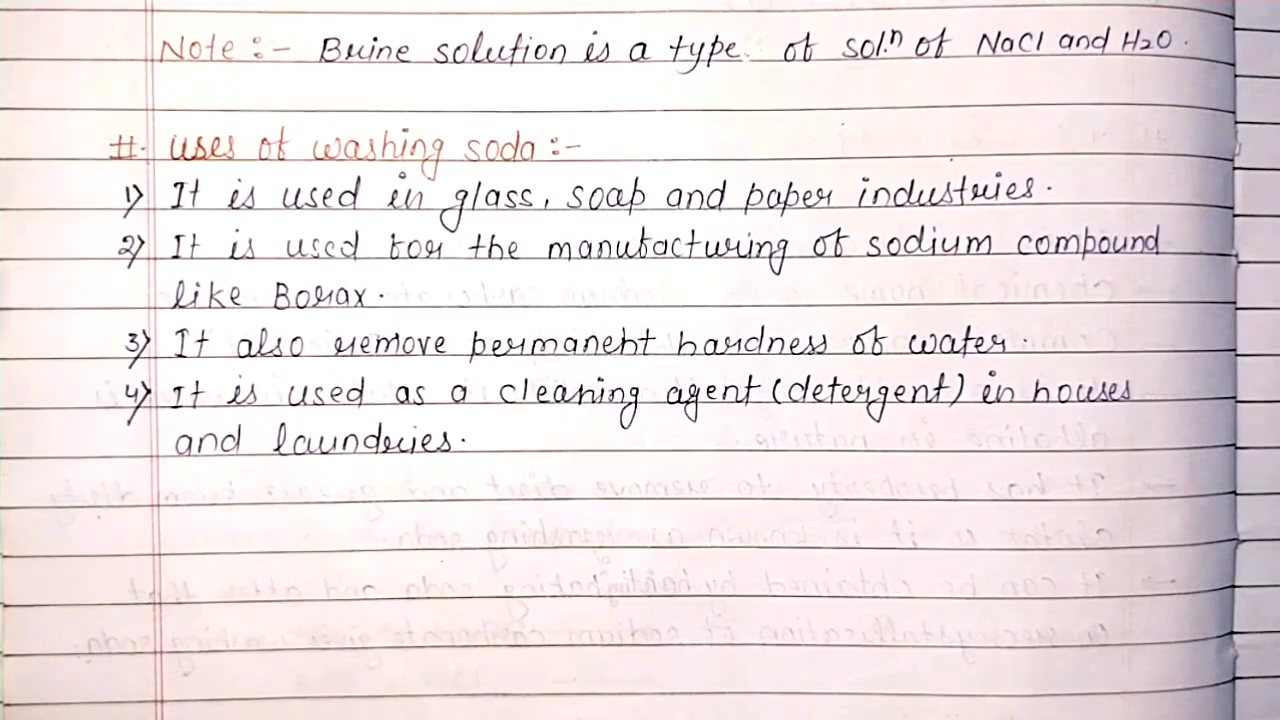 Note :- Brine solution is a type of sol.n of NaCl and H2O.
#. uses of washing soda :-
1) It is used in glass, soap and paper industries.
2) It is used for the manufacturing of sodium compound
like Borax.
3) It also remove permanent hardness of water.
4) It is used as a cleaning agent (detergent) in houses
and laundries.